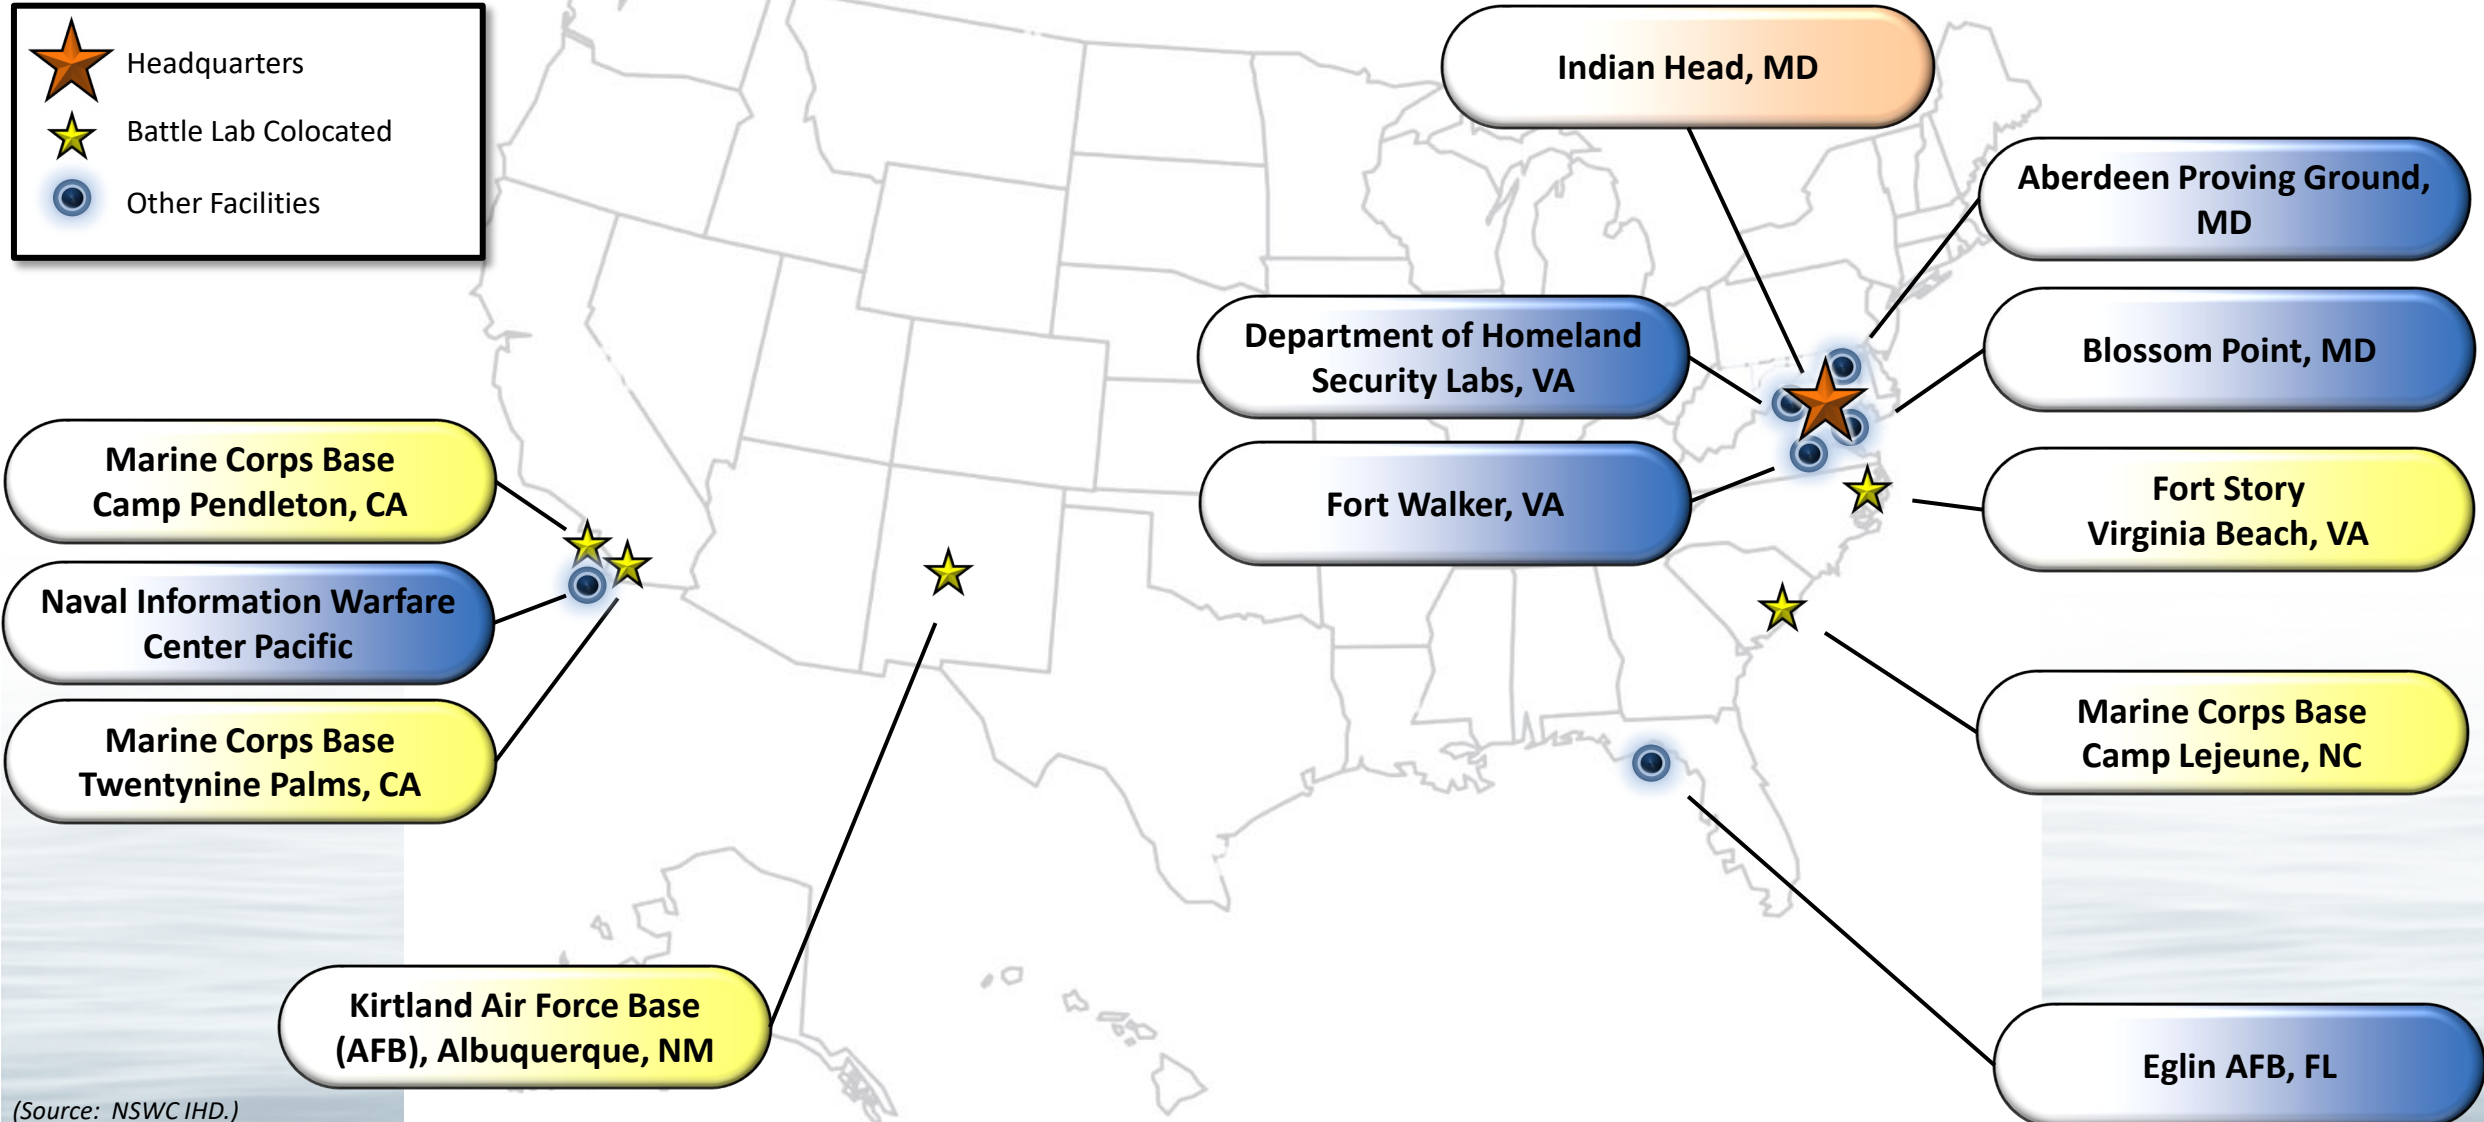 Headquarters
Battle Lab Colocated
Other Facilities
Indian Head, MD
Aberdeen Proving Ground,
MD
Department of Homeland
Security Labs, VA
Blossom Point, MD
Marine Corps Base
Camp Pendleton, CA
Fort Walker, VA
Fort Story
Virginia Beach, VA
Naval Information Warfare
Center Pacific
Marine Corps Base
Twentynine Palms, CA
Marine Corps Base
Camp Lejeune, NC
Kirtland Air Force Base
(AFB), Albuquerque, NM
Eglin AFB, FL
(Source: NSWC IHD.)